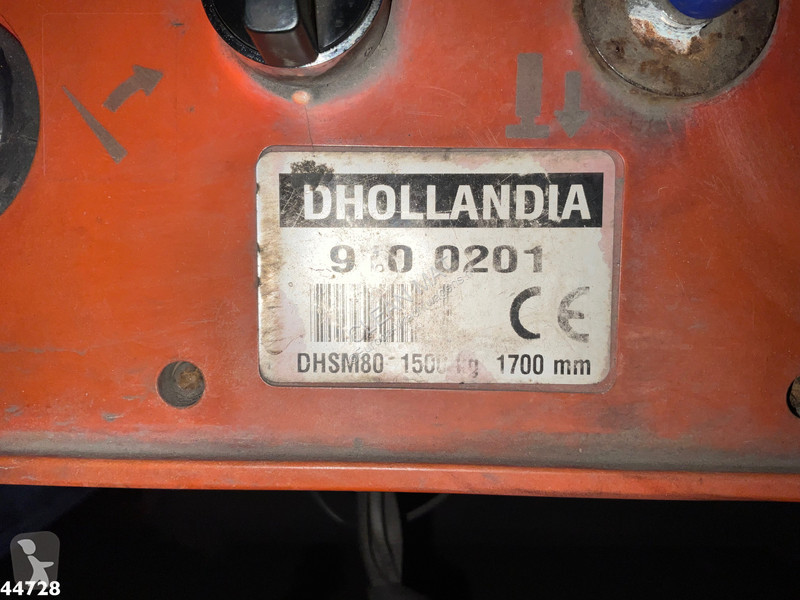 DHOLLANDIA
0201
CE
DHSM80 1700 mm
44728